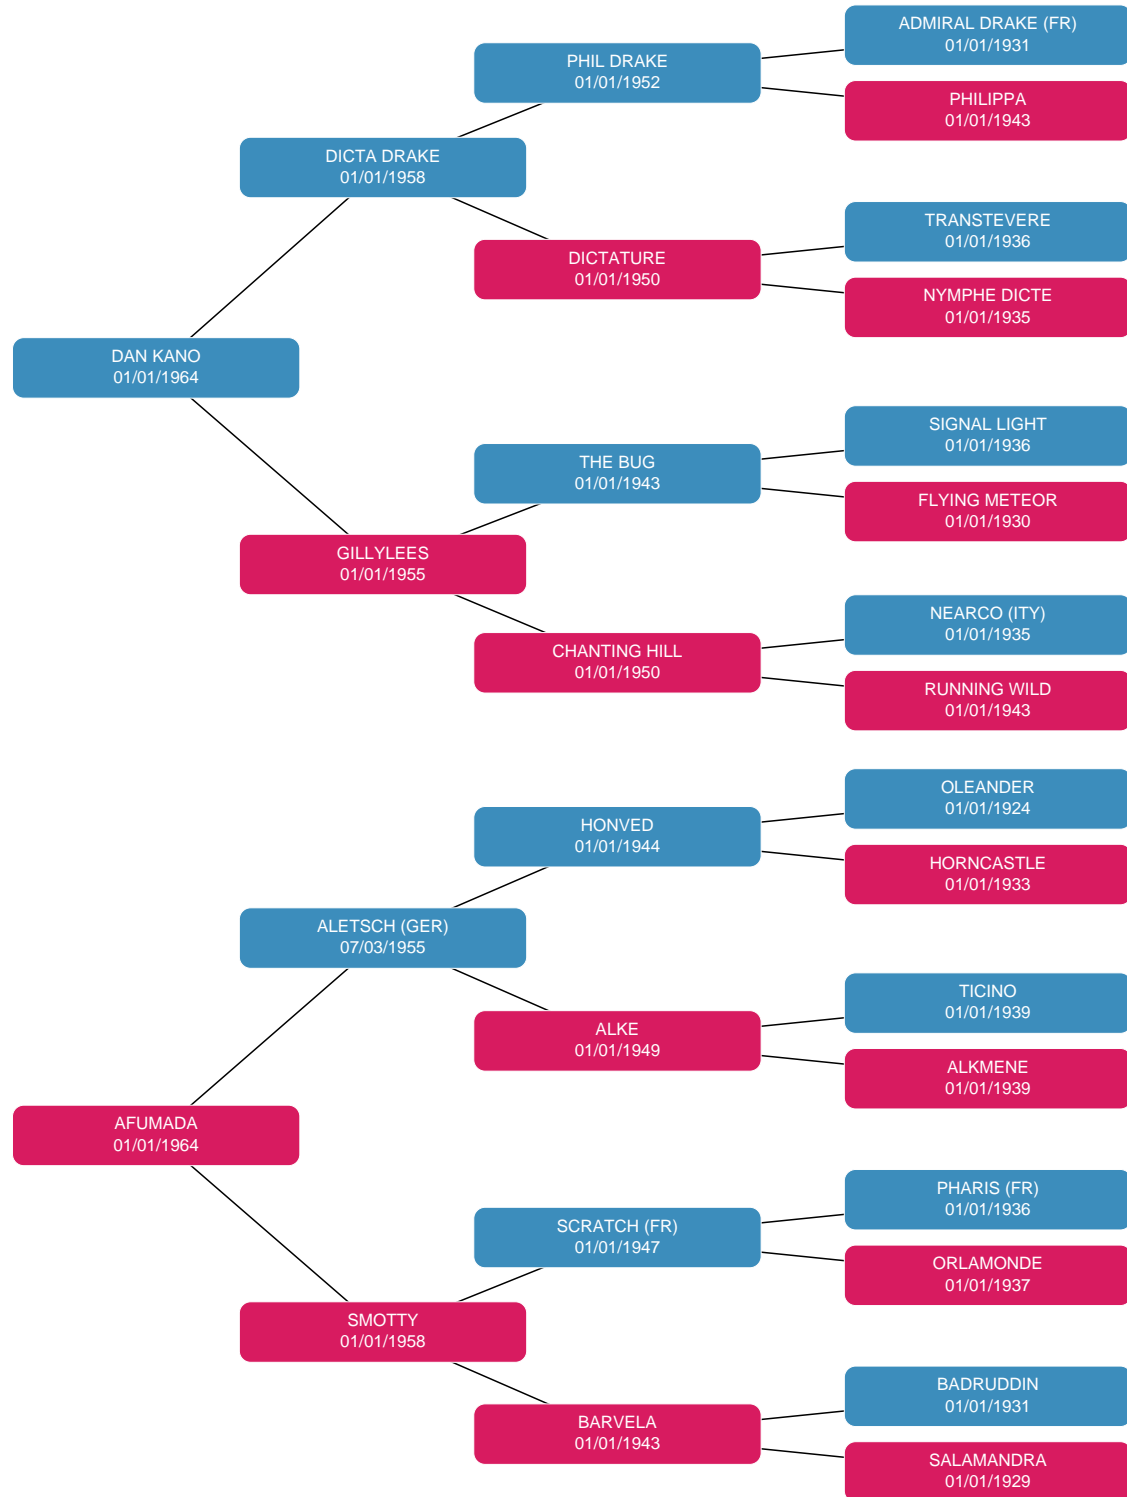 ADMIRAL DRAKE (FR)
01/01/1931
PHIL DRAKE
01/01/1952
PHILIPPA
01/01/1943
DICTA DRAKE
01/01/1958
TRANSTEVERE
01/01/1936
DICTATURE
01/01/1950
NYMPHE DICTE
01/01/1935
DAN KANO
01/01/1964
SIGNAL LIGHT
01/01/1936
THE BUG
01/01/1943
FLYING METEOR
01/01/1930
GILLYLEES
01/01/1955
NEARCO (ITY)
01/01/1935
CHANTING HILL
01/01/1950
RUNNING WILD
01/01/1943
OLEANDER
01/01/1924
HONVED
01/01/1944
HORNCASTLE
01/01/1933
ALETSCH (GER)
07/03/1955
TICINO
01/01/1939
ALKE
01/01/1949
ALKMENE
01/01/1939
AFUMADA
01/01/1964
PHARIS (FR)
01/01/1936
SCRATCH (FR)
01/01/1947
ORLAMONDE
01/01/1937
SMOTTY
01/01/1958
BADRUDDIN
01/01/1931
BARVELA
01/01/1943
SALAMANDRA
01/01/1929